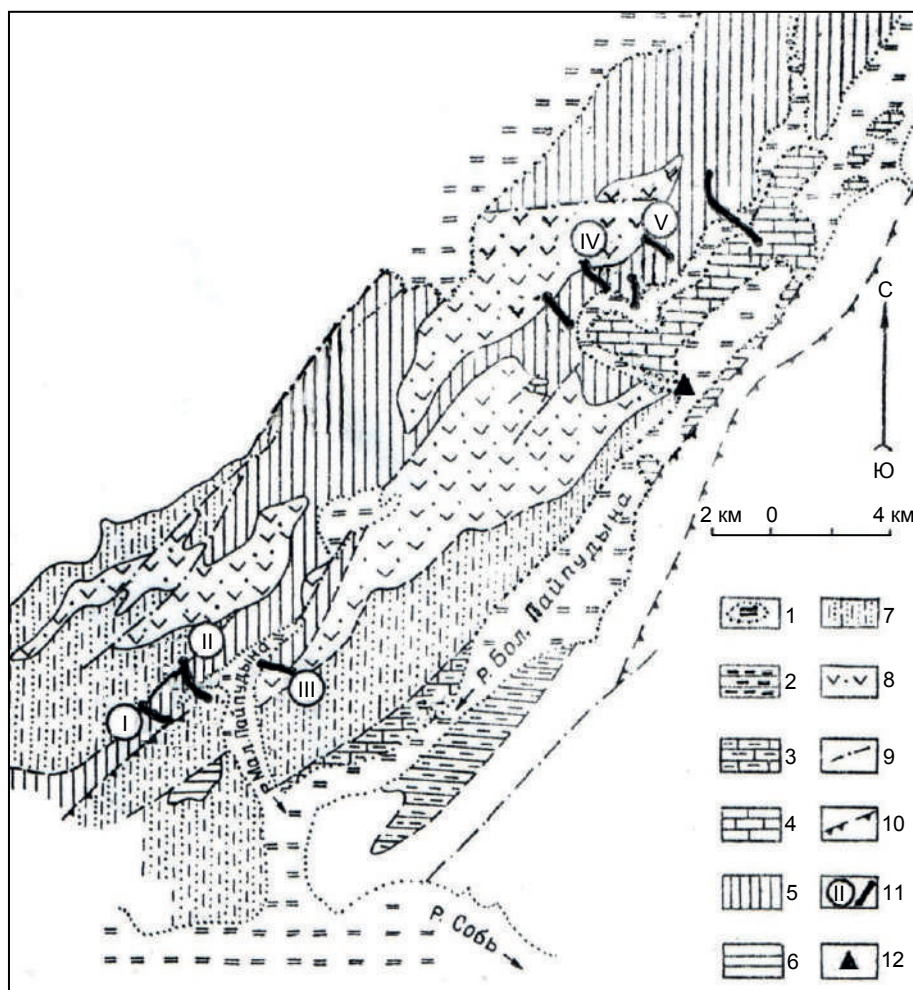 IV
V
С
Ю
2 км 0 4 км
р. Бол. Пайпудына
II
III
I
р. Мал. Пайпудына
р. Собь
1
2
3
4
5
6
7
8
9
10
II 11
12